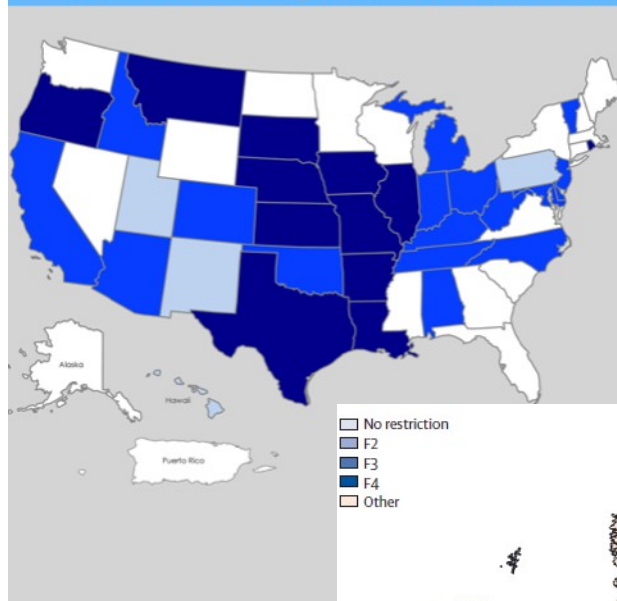 Alaska
Hawaii
Puerto Rico
No restriction
F2
F3
F4
Other